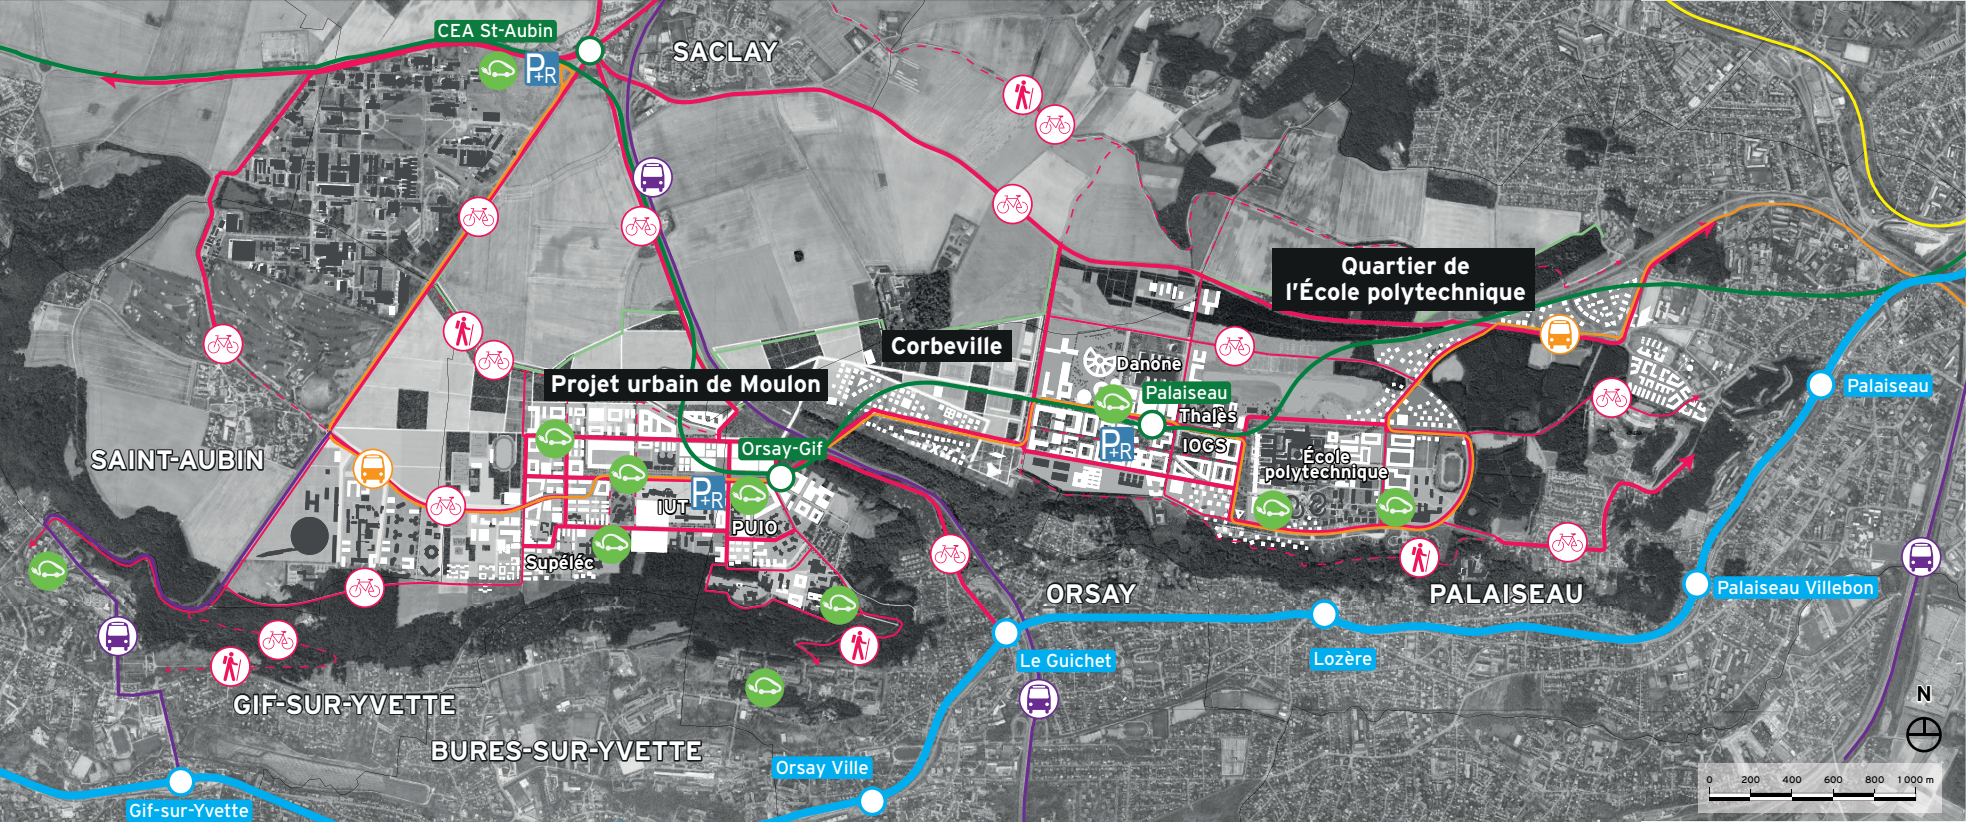 CEA St-Aubin
P+R
SACLAY
Quartier de
l'École polytechnique
Corbeville
Danone
Projet urbain de Moulon
Palaiseau
Thalès
Palaiseau
P+R
IOGS
Orsay-Gif
SAINT-AUBIN
École
polytechnique
P+R
IUT
PUIO
Supéléc
ORSAY
PALAISEAU
Palaiseau Villebon
Le Guichet
Lozère
GIF-SUR-YVETTE
N
BURES-SUR-YVETTE
Orsay Ville
0 200 400 600 800 1 000 m
Gif-sur-Yvette